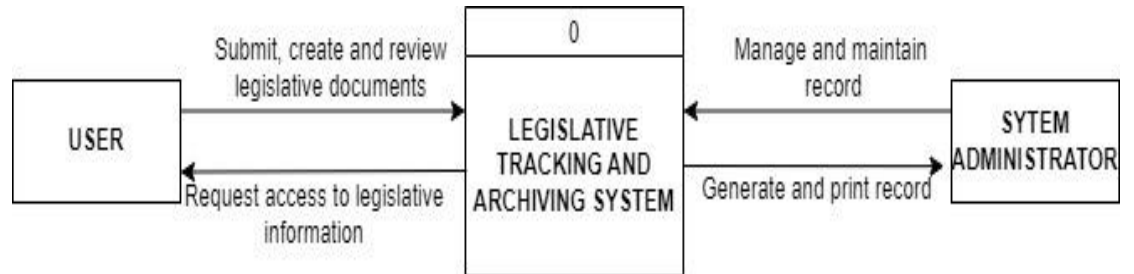 0
Submit, create and review
legislative documents
Manage and maintain
record
USER
LEGISLATIVE
TRACKING AND
ARCHIVING SYSTEM
SYTEM
ADMINISTRATOR
Request access to legislative
information
Generate and print record